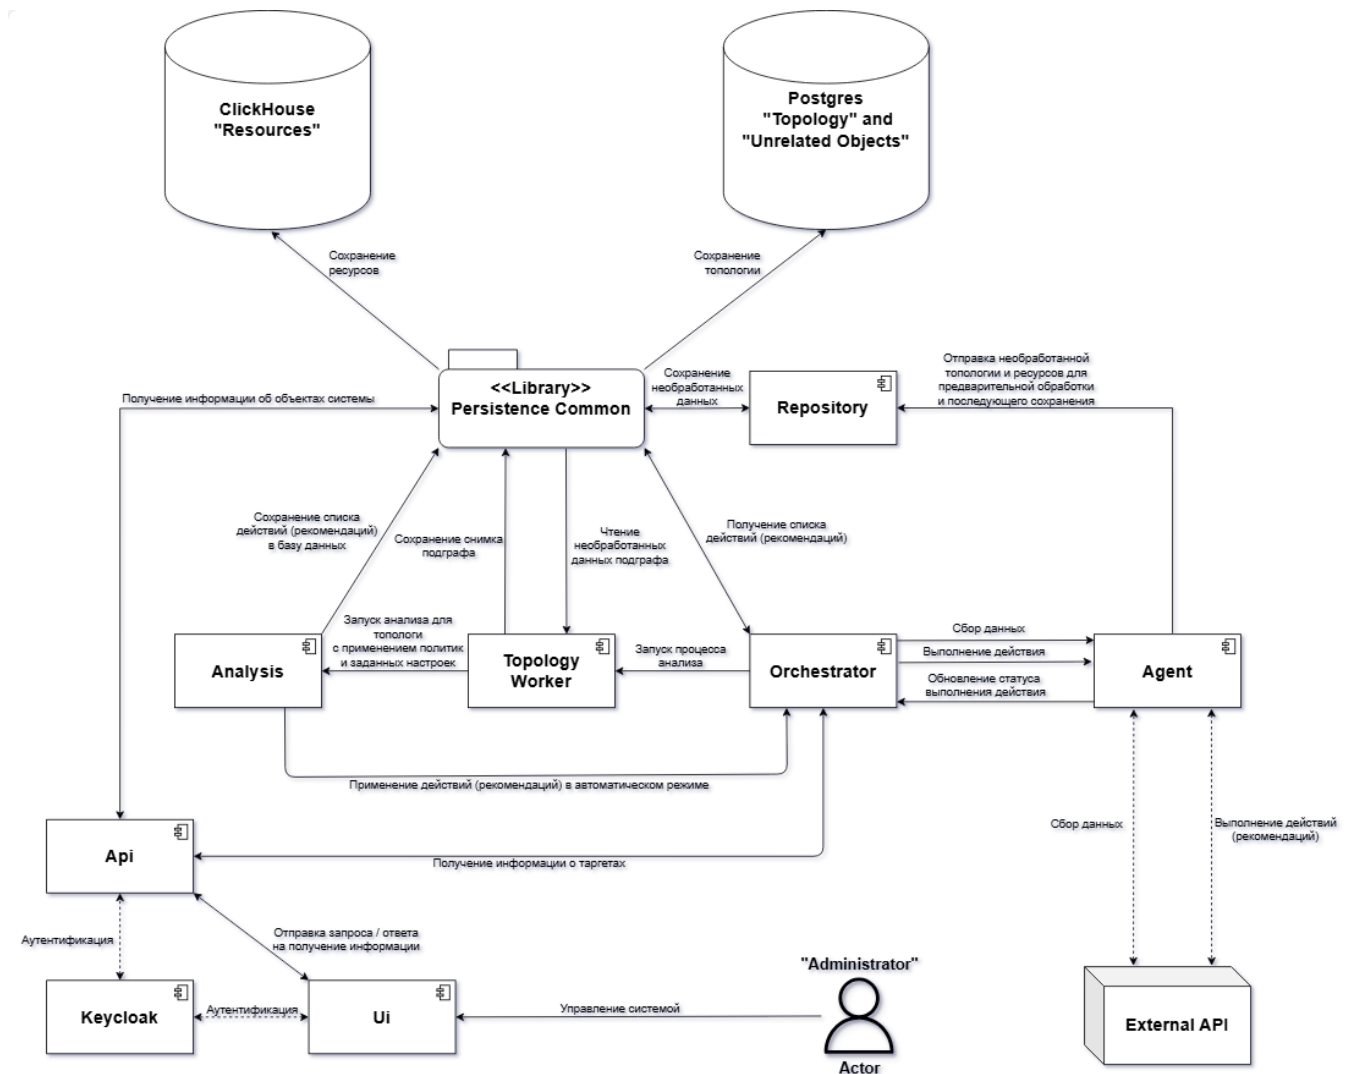 ClickHouse
"Resources"
Postgres
"Topology" and
"Unrelated Objects"
Сохранение
ресурсов
Сохранение
топологии
<<Library>>
Persistence Common
Сохранение
необработанных
данных
Repository
Отправка необработанной
топологии и ресурсов для
предварительной обработки
и последующего сохранения
Получение информации об объектах системы
Сохранение списка
действий (рекомендаций)
в базу данных
Сохранение снимка
подграфа
Чтение
необработанных
данных подграфа
Получение списка
действий (рекомендаций)
Analysis
Запуск анализа для
топологи
с применением политик
и заданных настроек
Topology
Worker
Запуск процесса
анализа
Orchestrator
Сбор данных
Выполнение действия
Обновление статуса
выполнения действия
Agent
Применение действий (рекомендаций) в автоматическом режиме
Сбор данных
Выполнение действий
(рекомендаций)
Api
Получение информации о таргетах
Аутентификация
Отправка запроса / ответа
на получение информации
Keycloak
Аутентификация
Ui
Управление системой
"Administrator"
Actor
External API